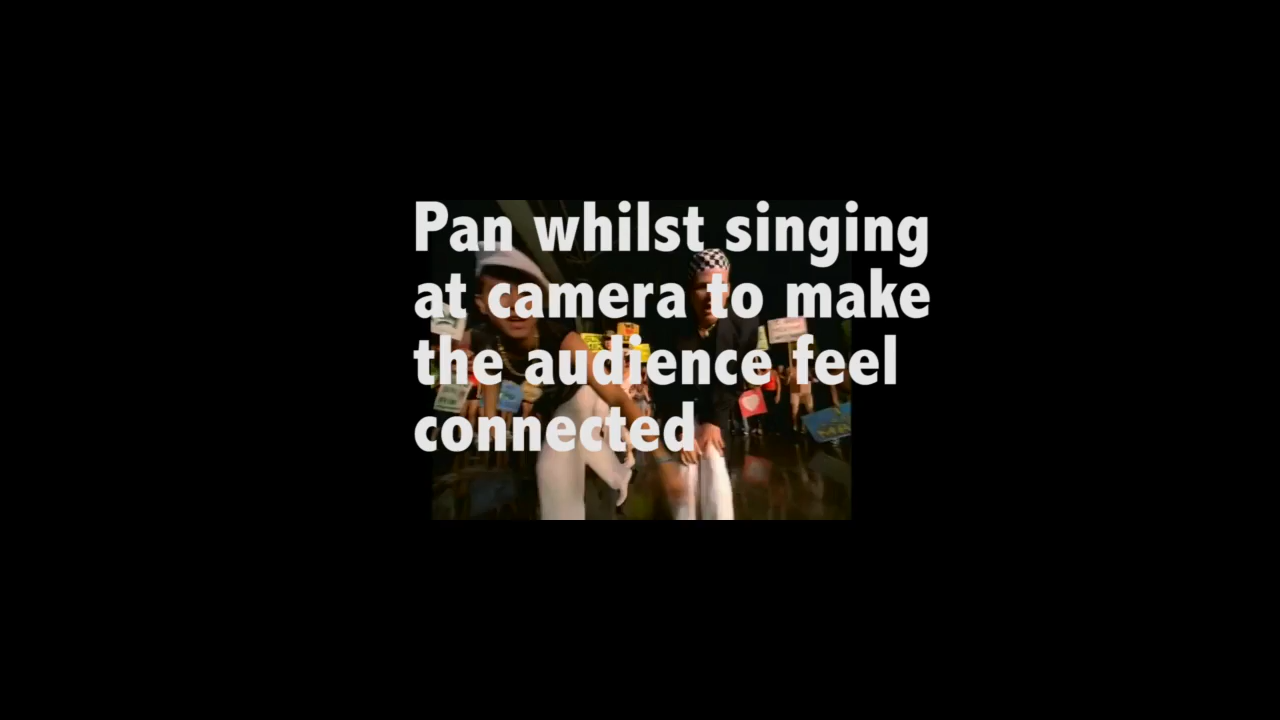 Pan whilst singing
at camera to make
the audience feel
connected